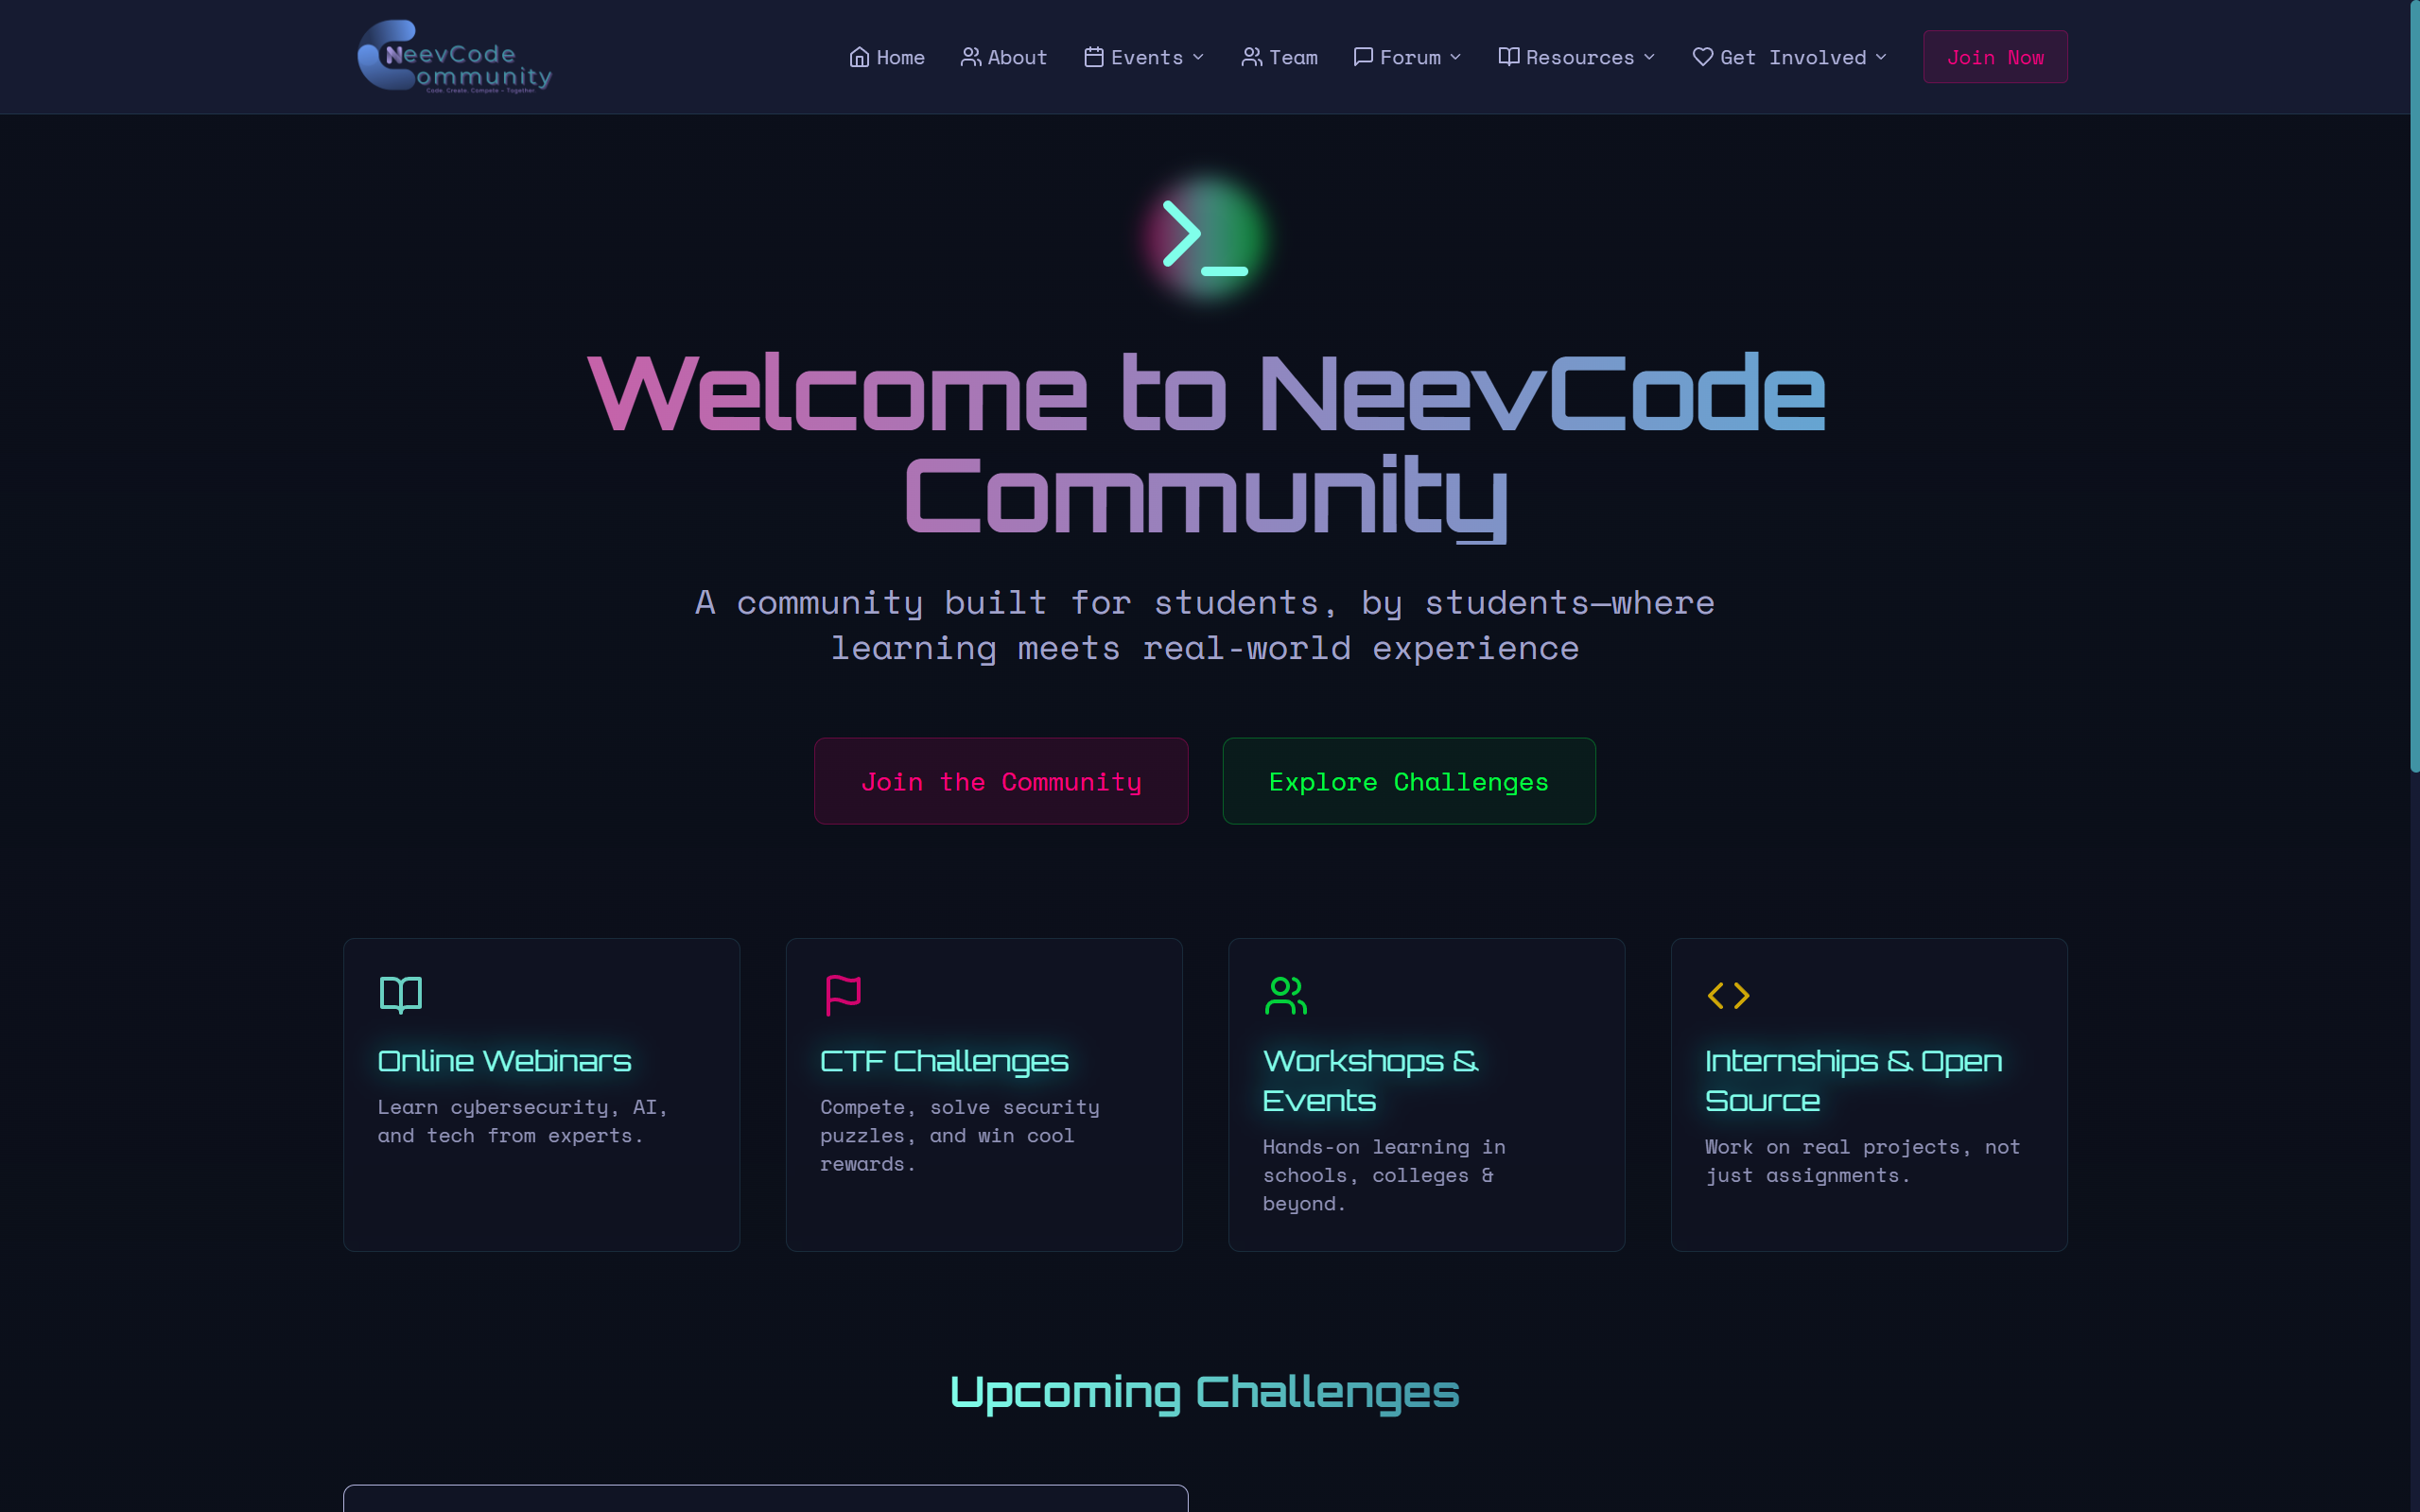 NeevCode
ommunity
Code. Create. Compete - Together
Home
About
Events
Team
Forum
Resources
Get Involved
Join Now
Welcome to NeevCode
Community
A community built for students, by students—where
learning meets real-world experience
Join the Community
Explore Challenges
Online Webinars
Learn cybersecurity, AI,
and tech from experts.
CTF Challenges
Compete, solve security
puzzles, and win cool
rewards.
Workshops &
Events
Hands-on learning in
schools, colleges &
beyond.
Internships & Open
Source
Work on real projects, not
just assignments.
Upcoming Challenges